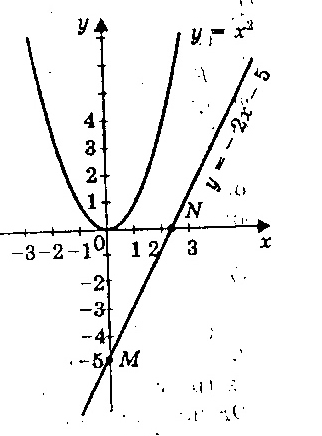 y
y = x²
y = -2x - 5
4
3
2
1
N
-3 -2 -1 0 1 2 3 x
-2
-3
-4
-5 M